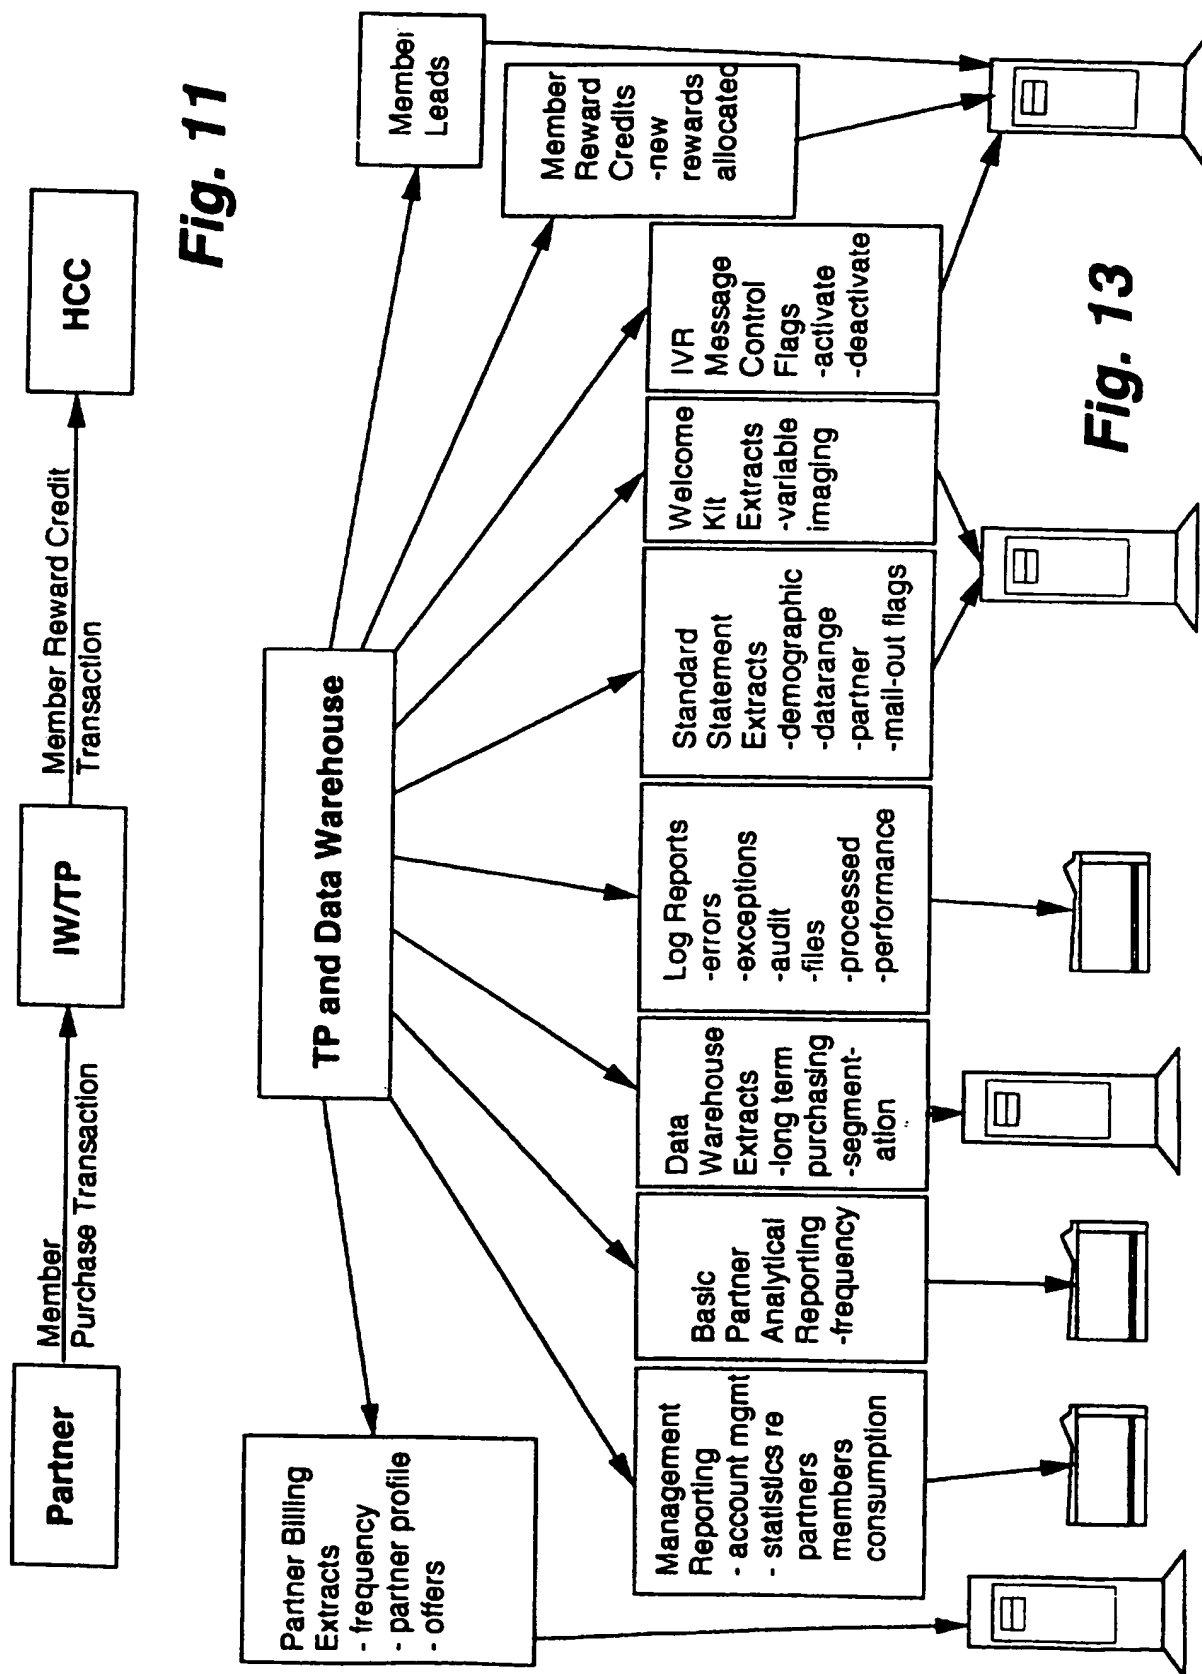 Partner
Member
Purchase Transaction
IW/TP
Member Reward Credit
Transaction
HCC
Fig. 11
TP and Data Warehouse
Partner Billing
Extracts
- frequency
- partner profile
- offers
Management
Reporting
- account mgmt
- statistics re
partners
members
consumption
Basic
Partner
Analytical
Reporting
-frequency
Data
Warehouse
Extracts
-long term
purchasing
-segment-
ation
Log Reports
-errors
-exceptions
-audit
-files
-processed
-performance
Standard
Statement
Extracts
-demographic
-datarange
-partner
-mail-out flags
Welcome
Kit
Extracts
-variable
imaging
IVR
Message
Control
Flags
-activate
-deactivate
Member
Reward
Credits
-new
rewards
allocated
Member
Leads
Fig. 13